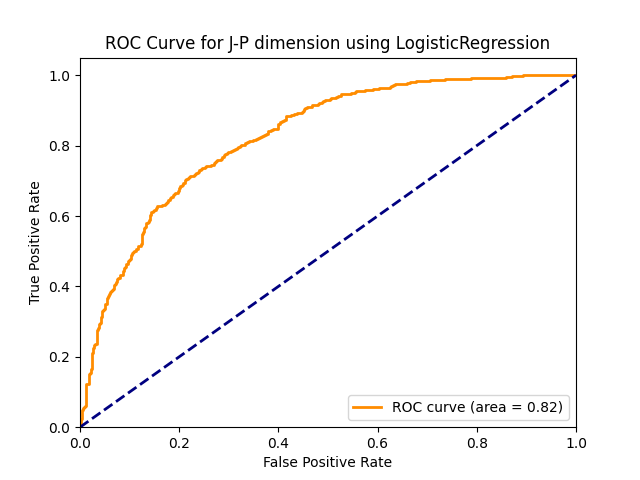 ROC Curve for J-P dimension using LogisticRegression
1.0
0.8
0.6
0.4
0.2
0.0
True Positive Rate
0.0 0.2 0.4 0.6 0.8 1.0
False Positive Rate
ROC curve (area = 0.82)